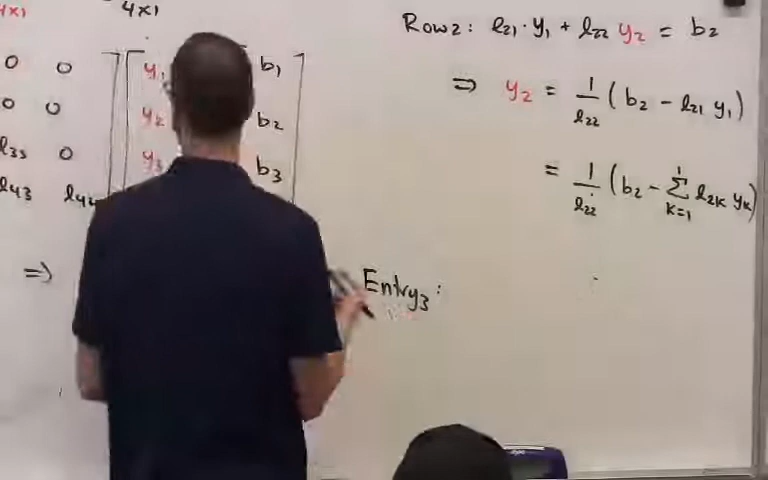 4x1 4x1
0 0 y₁ b₁
0 0 y₂ b₂
l₃₃ 0 y₃ b₃
l₄₃ l₄₄
⇒
Row2: l₂₁·y₁ + l₂₂ y₂ = b₂
⇒ y₂ = 1/l₂₂ (b₂ - l₂₁ y₁)
= 1/l₂₂ (b₂ - ∑_{k=1}^{1} l₂ₖ yₖ)
Entry₃: